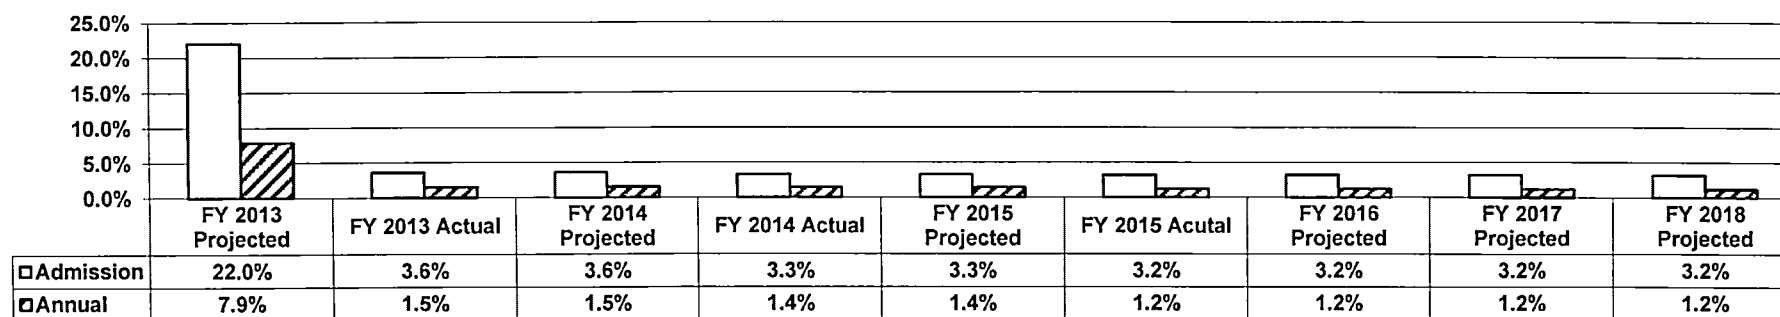 25.0%
20.0%
15.0%
10.0%
5.0%
0.0%
FY 2013 Projected FY 2013 Actual FY 2014 Projected FY 2014 Actual FY 2015 Projected FY 2015 Acutal FY 2016 Projected FY 2017 Projected FY 2018 Projected
Admission 22.0% 3.6% 3.6% 3.3% 3.3% 3.2% 3.2% 3.2% 3.2%
Annual 7.9% 1.5% 1.5% 1.4% 1.4% 1.2% 1.2% 1.2% 1.2%